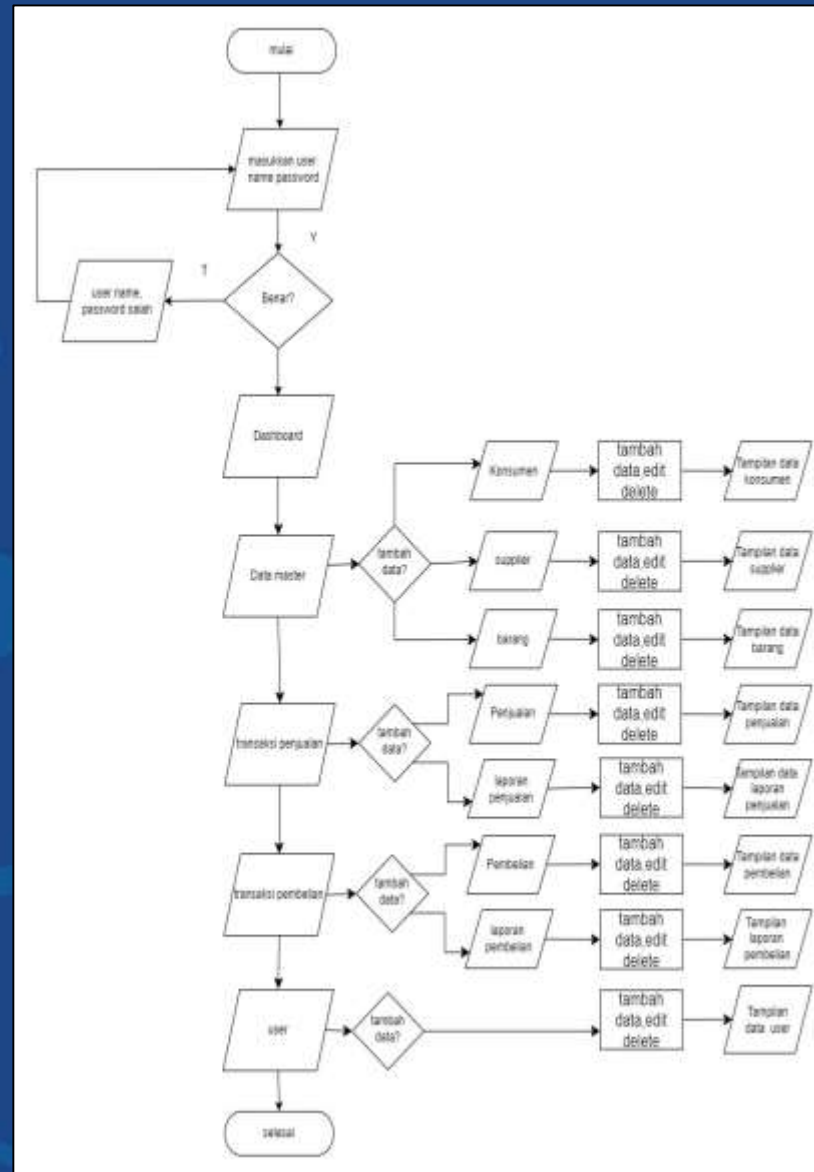 mulai
masukkan user
name password
Y
T
Benar?
user name,
password salah
Dashboard
Data master
tambah
data?
Konsumen
tambah
data,edit
delete
Tampilan data
konsumen
supplier
tambah
data,edit
delete
Tampilan data
supplier
barang
tambah
data,edit
delete
Tampilan data
barang
transaksi penjualan
tambah
data?
Penjualan
tambah
data,edit
delete
Tampilan data
penjualan
laporan
penjualan
tambah
data,edit
delete
Tampilan data
laporan
penjualan
transaksi pembelian
tambah
data?
Pembelian
tambah
data,edit
delete
Tampilan data
pembelian
laporan
pembelian
tambah
data,edit
delete
Tampilan
laporan
pembelian
user
tambah
data?
tambah
data,edit
delete
Tampilan
data user
selesai